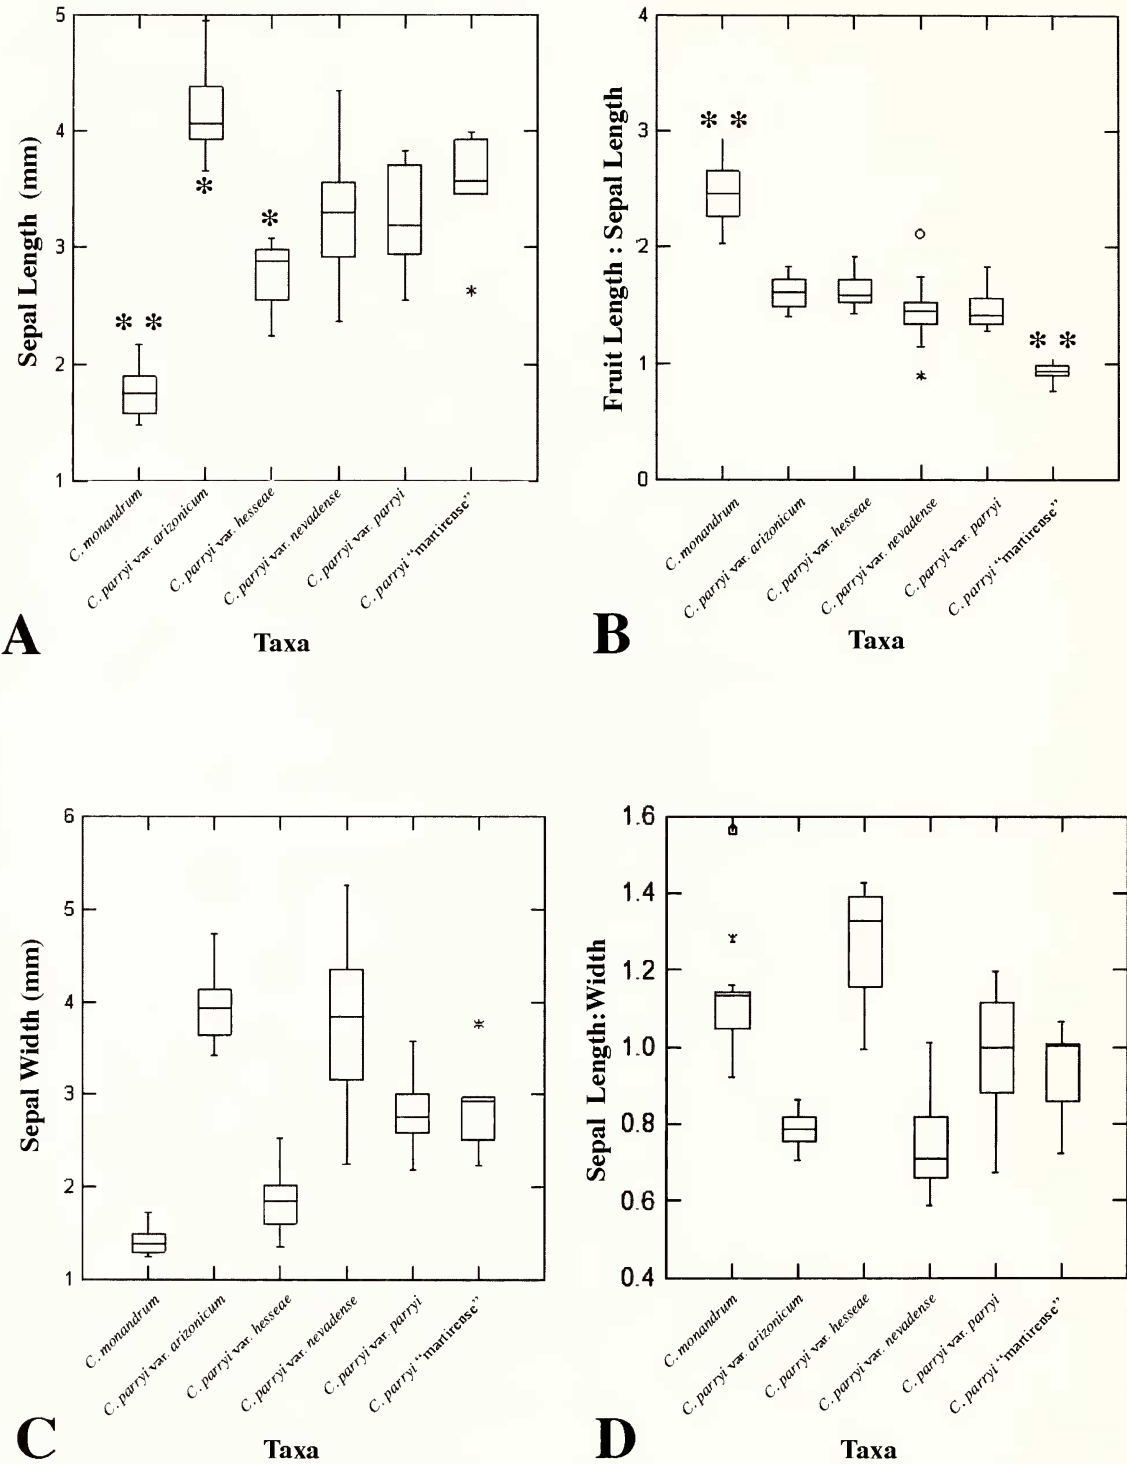 5
4
3
2
1
Sepal Length (mm)
* *
*
*
*
C. monandrum
C. parryi var. arizonicum
C. parryi var. hesseae
C. parryi var. nevadense
C. parryi var. parryi
C. parryi "martirense"
A
Taxa
4
3
2
1
0
Fruit Length : Sepal Length
* *
*
* *
C. monandrum
C. parryi var. arizonicum
C. parryi var. hesseae
C. parryi var. nevadense
C. parryi var. parryi
C. parryi "martirense"
B
Taxa
6
5
4
3
2
1
Sepal Width (mm)
*
C. monandrum
C. parryi var. arizonicum
C. parryi var. hesseae
C. parryi var. nevadense
C. parryi var. parryi
C. parryi "martirense"
C
Taxa
1.6
1.4
1.2
1.0
0.8
0.6
0.4
Sepal Length:Width
*
C. monandrum
C. parryi var. arizonicum
C. parryi var. hesseae
C. parryi var. nevadense
C. parryi var. parryi
C. parryi "martirense"
D
Taxa